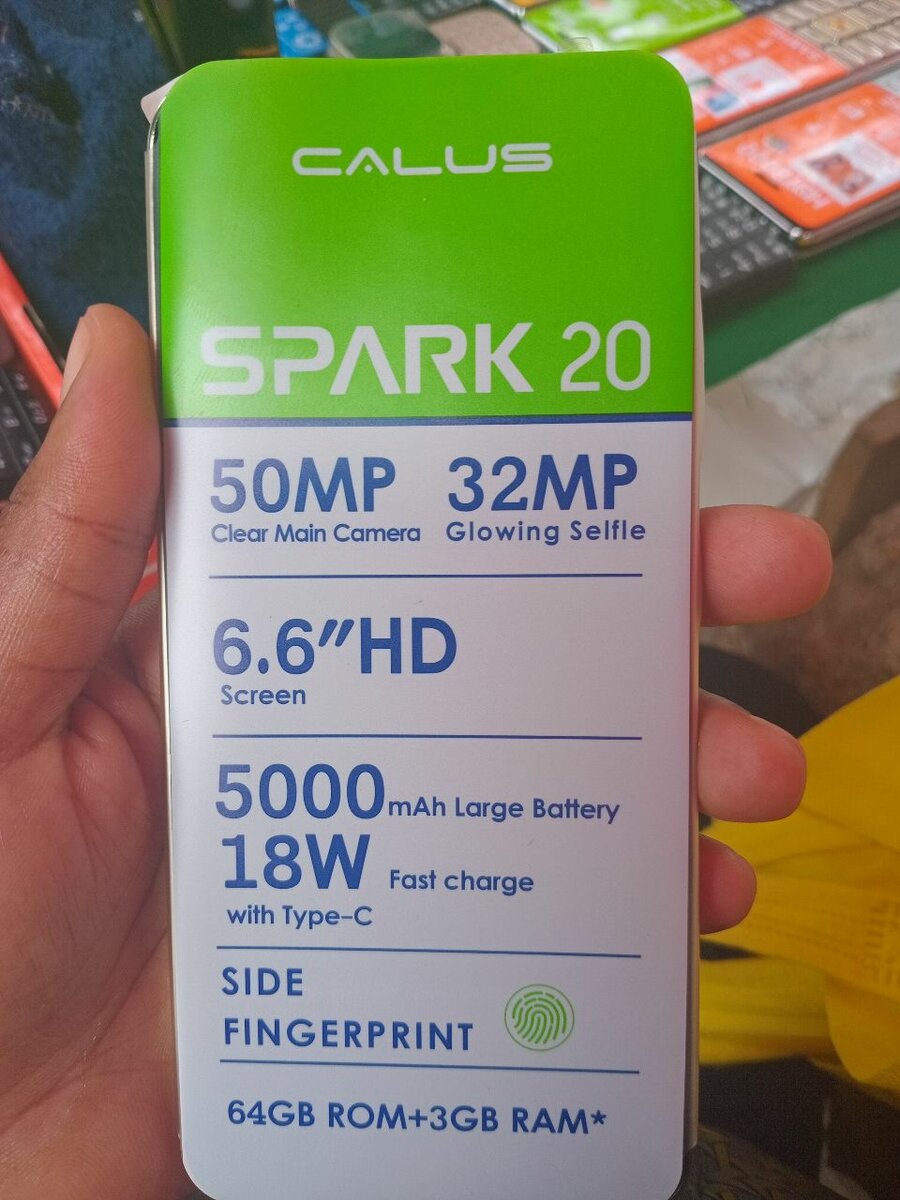 CALUS
SPARK 20
50MP 32MP
Clear Main Camera Glowing Selfle
6.6"HD
Screen
5000mAh Large Battery
18W Fast charge
with Type-C
SIDE
FINGERPRINT
64GB ROM+3GB RAM*